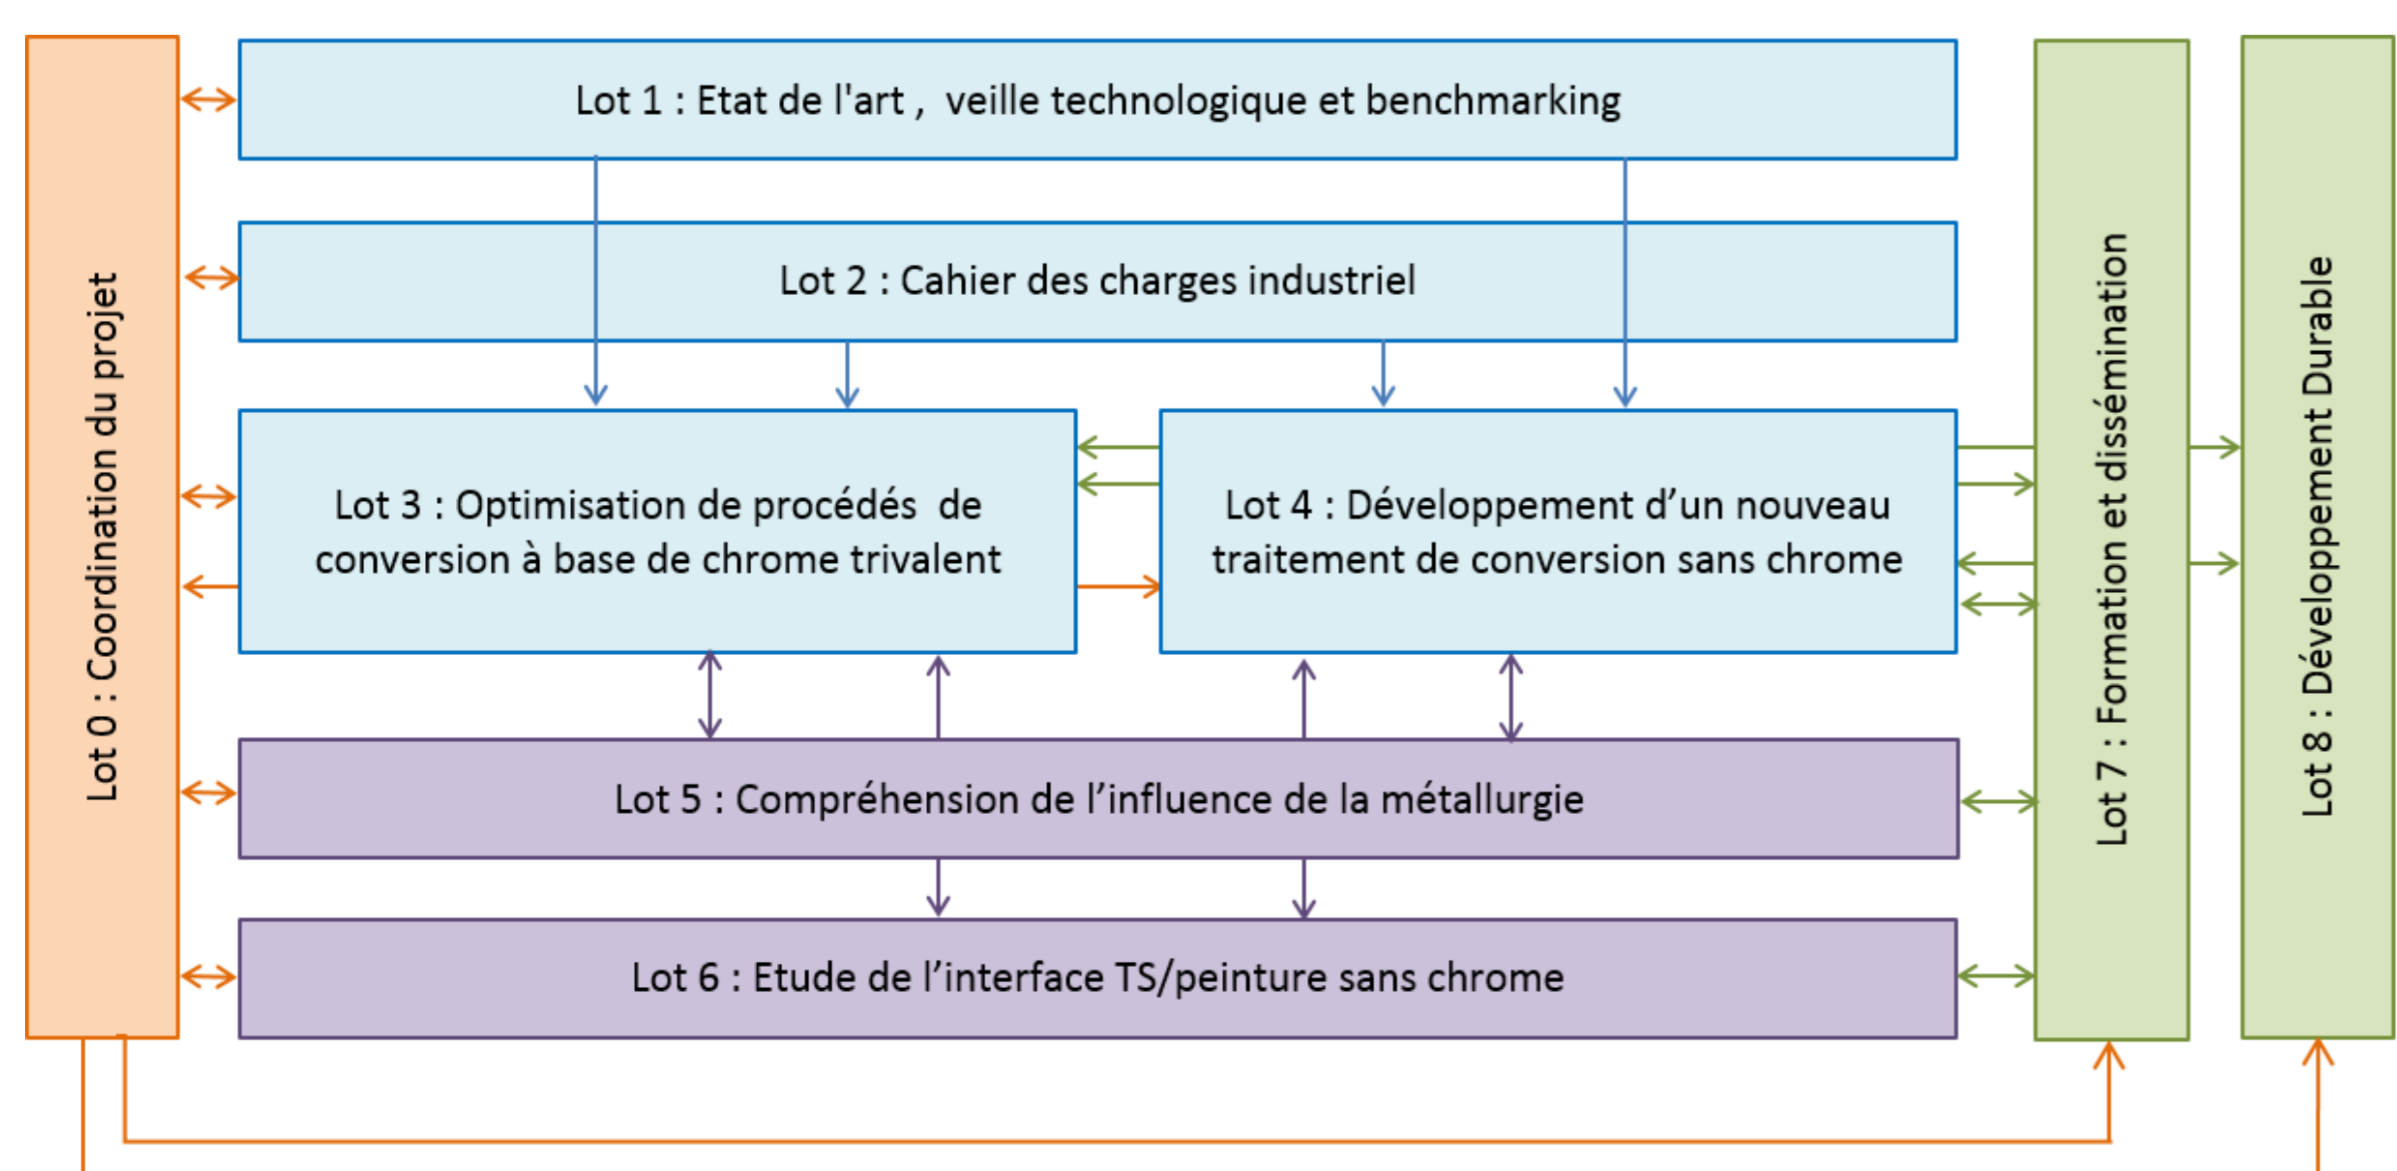 Lot 0 : Coordination du projet
Lot 1 : Etat de l'art , veille technologique et benchmarking
Lot 2 : Cahier des charges industriel
Lot 3 : Optimisation de procédés de
conversion à base de chrome trivalent
Lot 4 : Développement d’un nouveau
traitement de conversion sans chrome
Lot 5 : Compréhension de l’influence de la métallurgie
Lot 6 : Etude de l’interface TS/peinture sans chrome
Lot 7 : Formation et dissémination
Lot 8 : Développement Durable